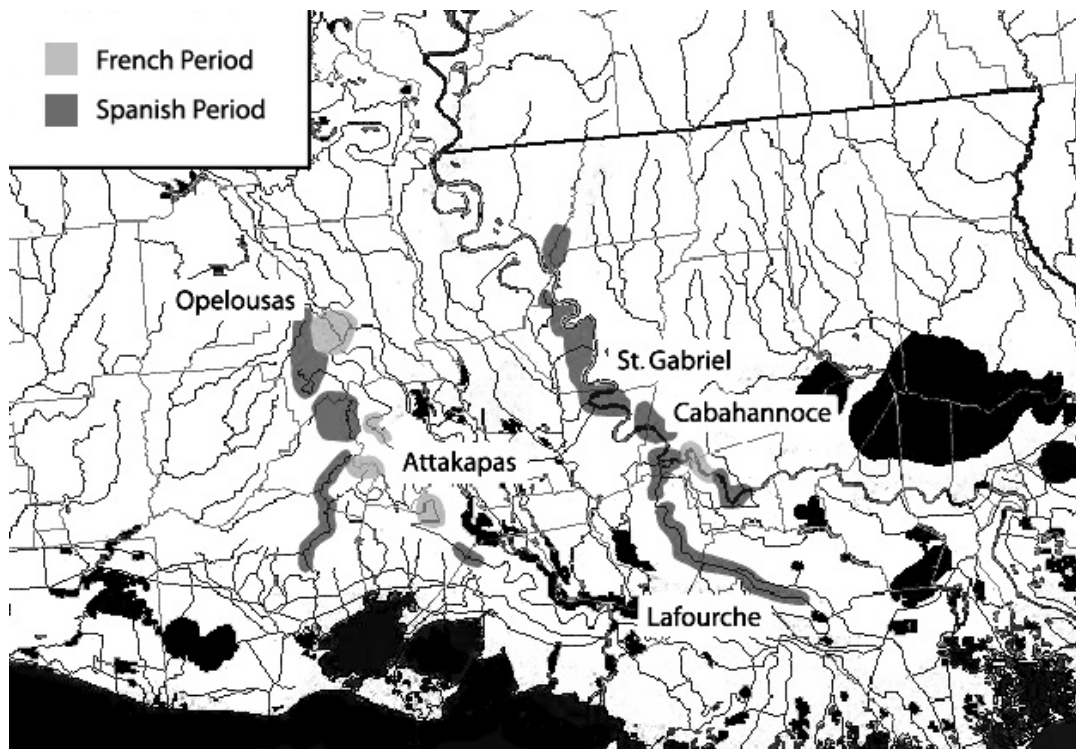 French Period
Spanish Period
Opelousas
St. Gabriel
Cabahannoce
Attakapas
Lafourche